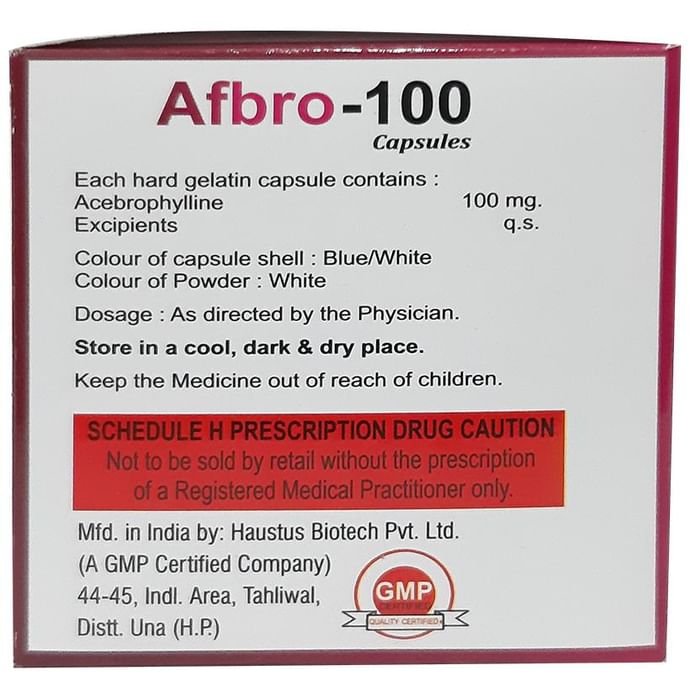 Afbro-100
Capsules
Each hard gelatin capsule contains :
Acebrophylline 100 mg.
Excipients q.s.
Colour of capsule shell : Blue/White
Colour of Powder : White
Dosage : As directed by the Physician.
Store in a cool, dark & dry place.
Keep the Medicine out of reach of children.
SCHEDULE H PRESCRIPTION DRUG CAUTION
Not to be sold by retail without the prescription
of a Registered Medical Practitioner only.
Mfd. in India by: Haustus Biotech Pvt. Ltd.
(A GMP Certified Company)
44-45, Indl. Area, Tahliwal,
Distt. Una (H.P.)
GMP
CERTIFIED
QUALITY CERTIFIED